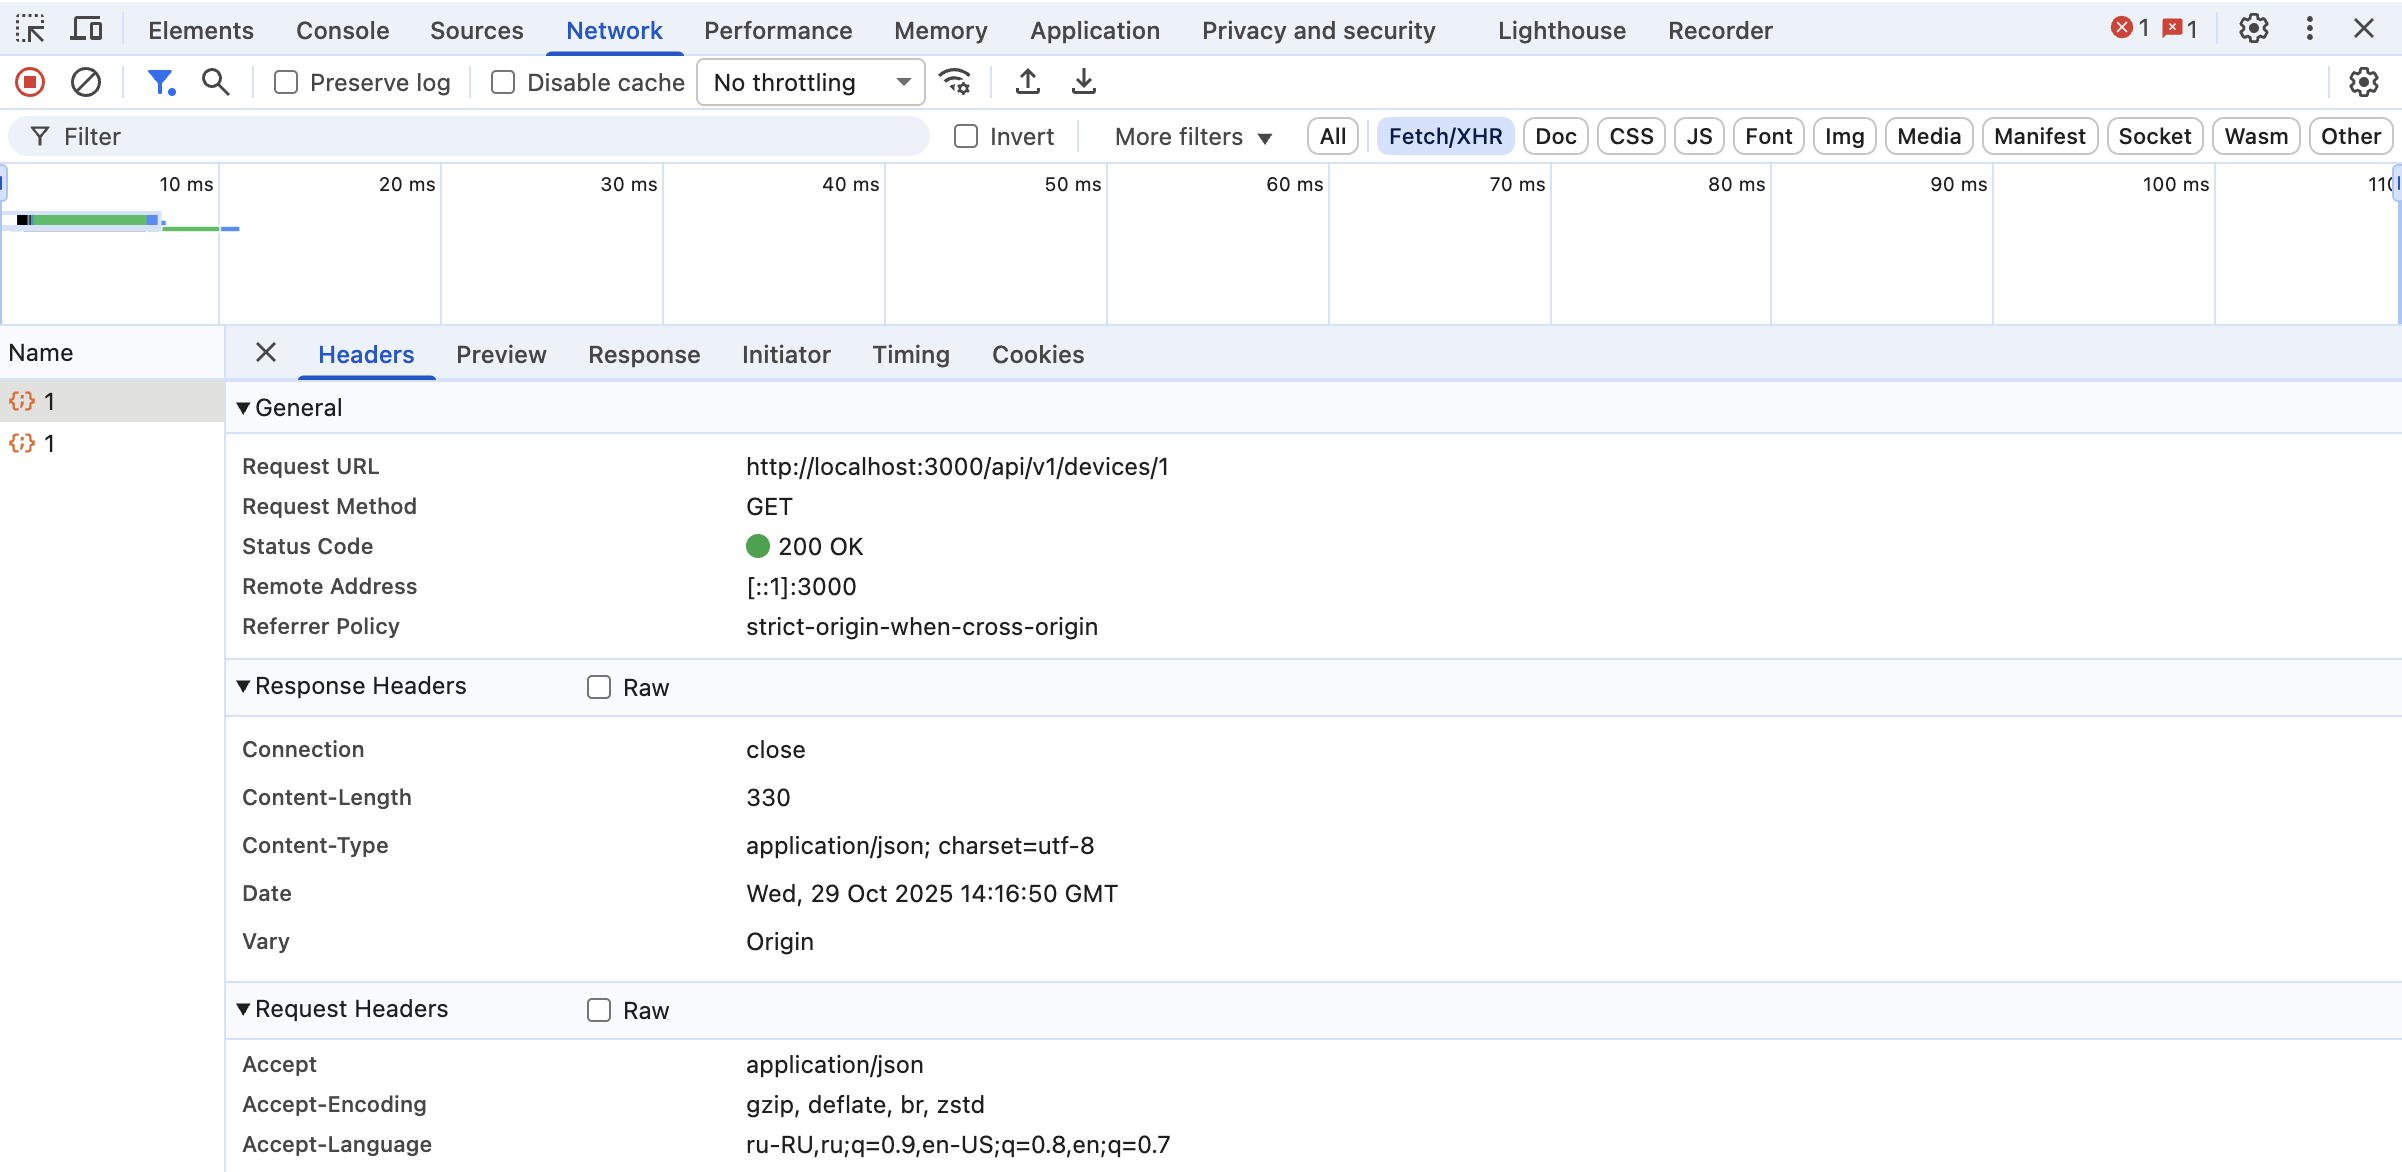 Elements Console Sources Network Performance Memory Application Privacy and security Lighthouse Recorder 1 1
Preserve log Disable cache No throttling
Filter Invert More filters All Fetch/XHR Doc CSS JS Font Img Media Manifest Socket Wasm Other
10 ms 20 ms 30 ms 40 ms 50 ms 60 ms 70 ms 80 ms 90 ms 100 ms 110
Name Headers Preview Response Initiator Timing Cookies
1
1
General
Request URL http://localhost:3000/api/v1/devices/1
Request Method GET
Status Code 200 OK
Remote Address [::1]:3000
Referrer Policy strict-origin-when-cross-origin
Response Headers Raw
Connection close
Content-Length 330
Content-Type application/json; charset=utf-8
Date Wed, 29 Oct 2025 14:16:50 GMT
Vary Origin
Request Headers Raw
Accept application/json
Accept-Encoding gzip, deflate, br, zstd
Accept-Language ru-RU,ru;q=0.9,en-US;q=0.8,en;q=0.7